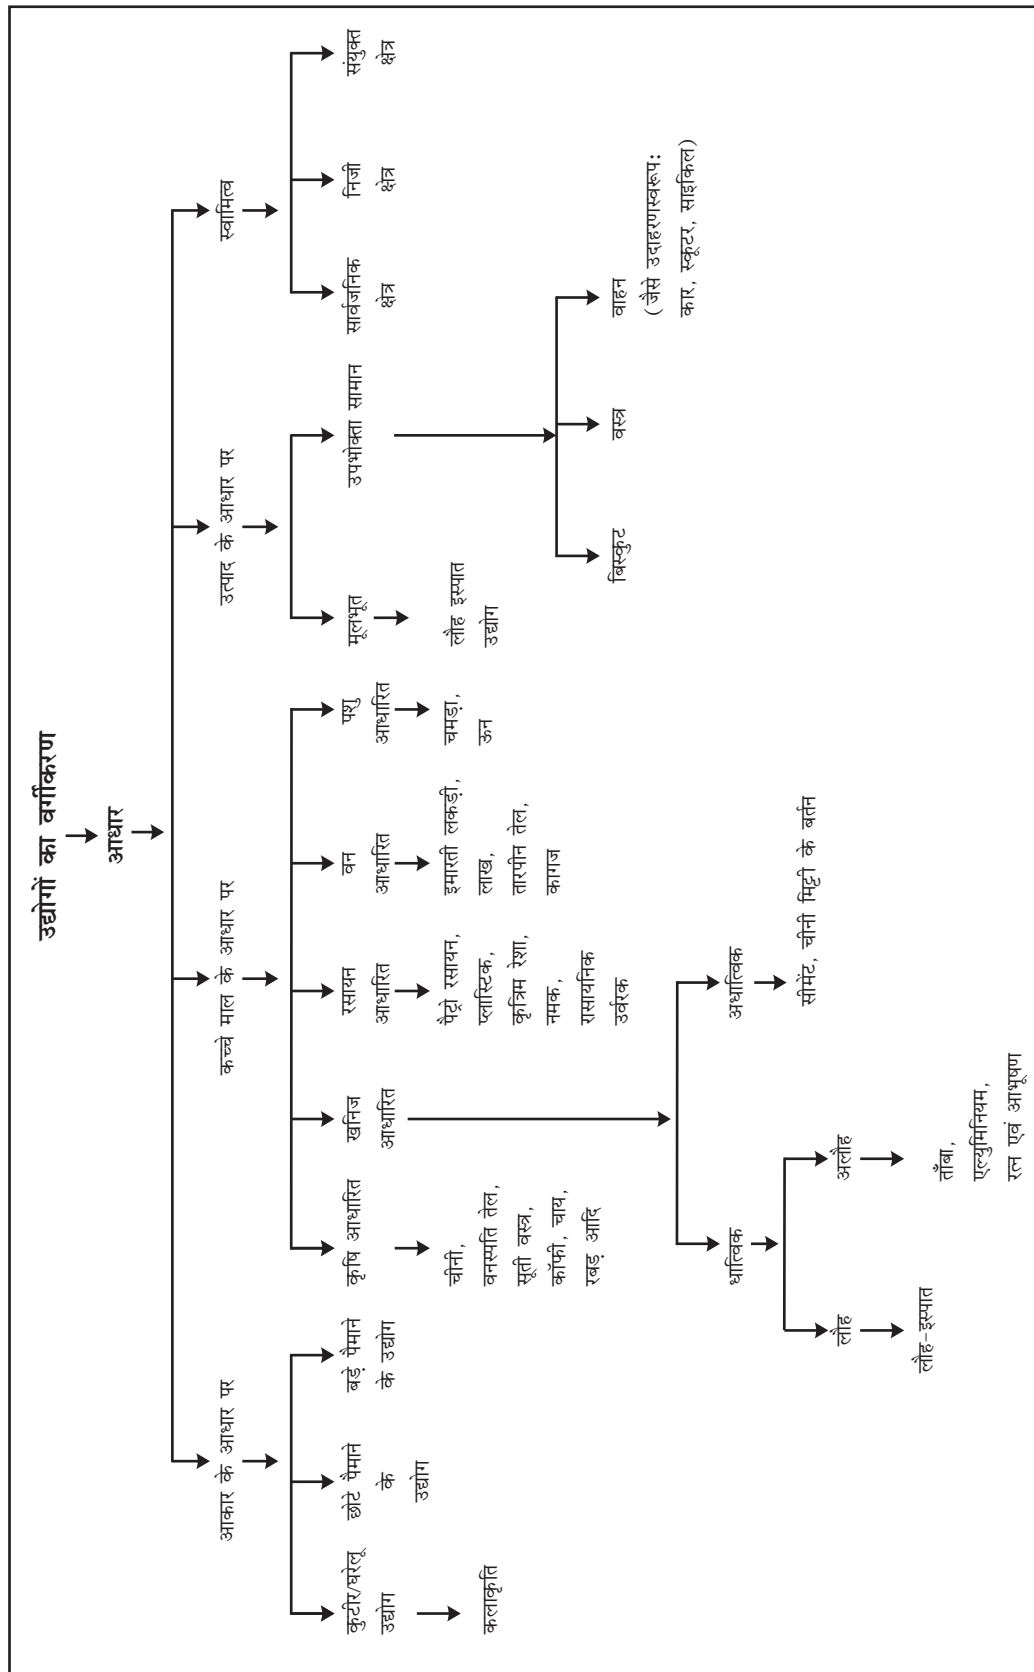 उद्योगों का वर्गीकरण
आधार
आकार के आधार पर
कुटीर/घरेलू
उद्योग
कलाकृति
छोटे पैमाने
के
उद्योग
बड़े पैमाने
के उद्योग
कच्चे माल के आधार पर
कृषि आधारित
चीनी,
वनस्पति तेल,
सूती वस्त्र,
कॉफी, चाय,
रबड़ आदि
खनिज
आधारित
धात्विक
लौह
लौह-इस्पात
अलौह
ताँबा,
एल्युमिनियम,
रत्न एवं आभूषण
अधात्विक
सीमेंट, चीनी मिट्टी के बर्तन
रसायन
आधारित
पैट्रो रसायन,
प्लास्टिक,
कृत्रिम रेशा,
नमक,
रासायनिक
उर्वरक
वन
आधारित
इमारती लकड़ी,
लाख,
तारपीन तेल,
कागज
पशु
आधारित
चमड़ा,
ऊन
उत्पाद के आधार पर
मूलभूत
लौह इस्पात
उद्योग
उपभोक्ता सामान
बिस्कुट
वस्त्र
वाहन
(जैसे उदाहरणस्वरूप:
कार, स्कूटर, साइकिल)
स्वामित्व
सार्वजनिक
क्षेत्र
निजी
क्षेत्र
संयुक्त
क्षेत्र